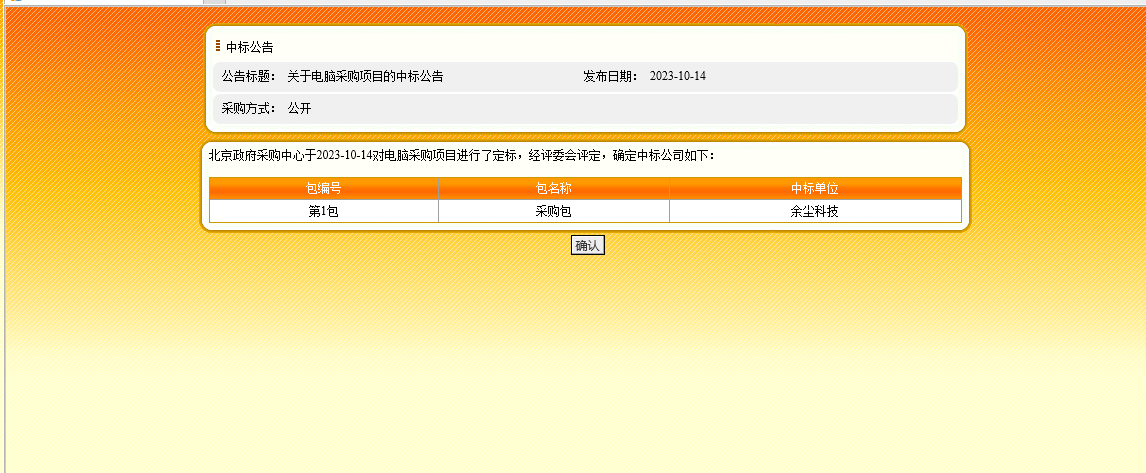 中标公告
公告标题： 关于电脑采购项目的中标公告 发布日期： 2023-10-14
采购方式： 公开
北京政府采购中心于2023-10-14对电脑采购项目进行了定标，经评委会评定，确定中标公司如下：
包编号 包名称 中标单位
第1包 采购包 余尘科技
确认